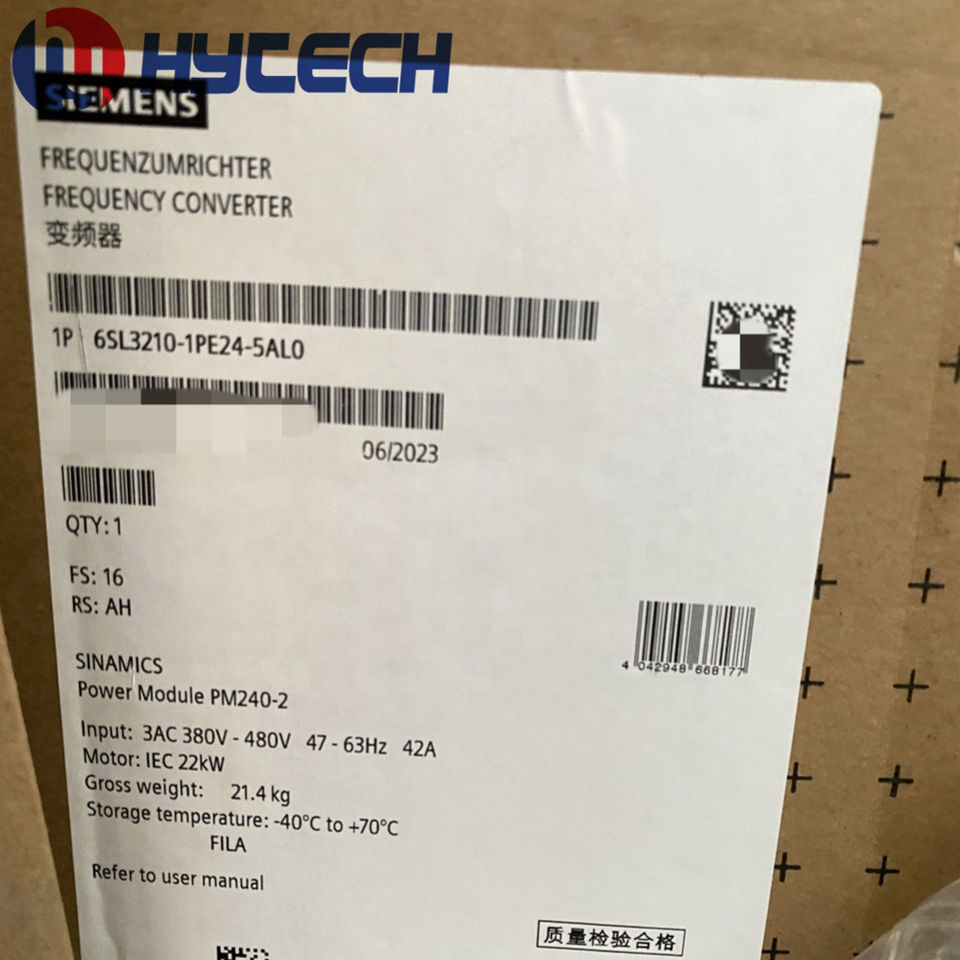 HYTECH
SIEMENS
FREQUENZUMRICHTER
FREQUENCY CONVERTER
变频器
1P 6SL3210-1PE24-5AL0
06/2023
QTY: 1
FS: 16
RS: AH
4 042948 668177
SINAMICS
Power Module PM240-2
Input: 3AC 380V - 480V 47 - 63Hz 42A
Motor: IEC 22kW
Gross weight: 21.4 kg
Storage temperature: -40°C to +70°C
FILA
Refer to user manual
质量检验合格